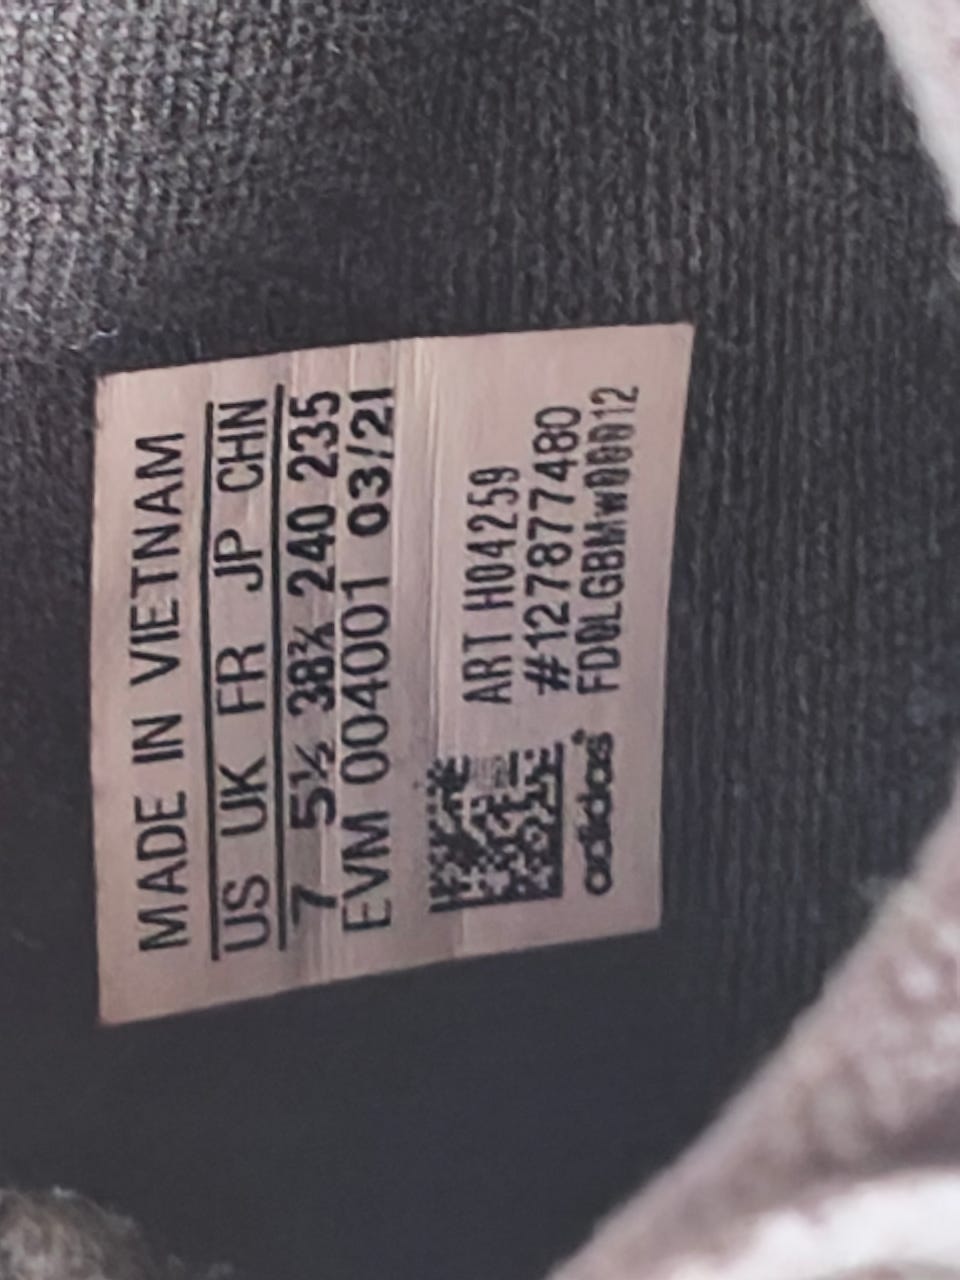 MADE IN VIETNAM
US UK FR JP CHN
7 5½ 38⅔ 240 235
EVM 004001 03/21
ART H04259
#127877480
FD0LGBMW00012
adidas